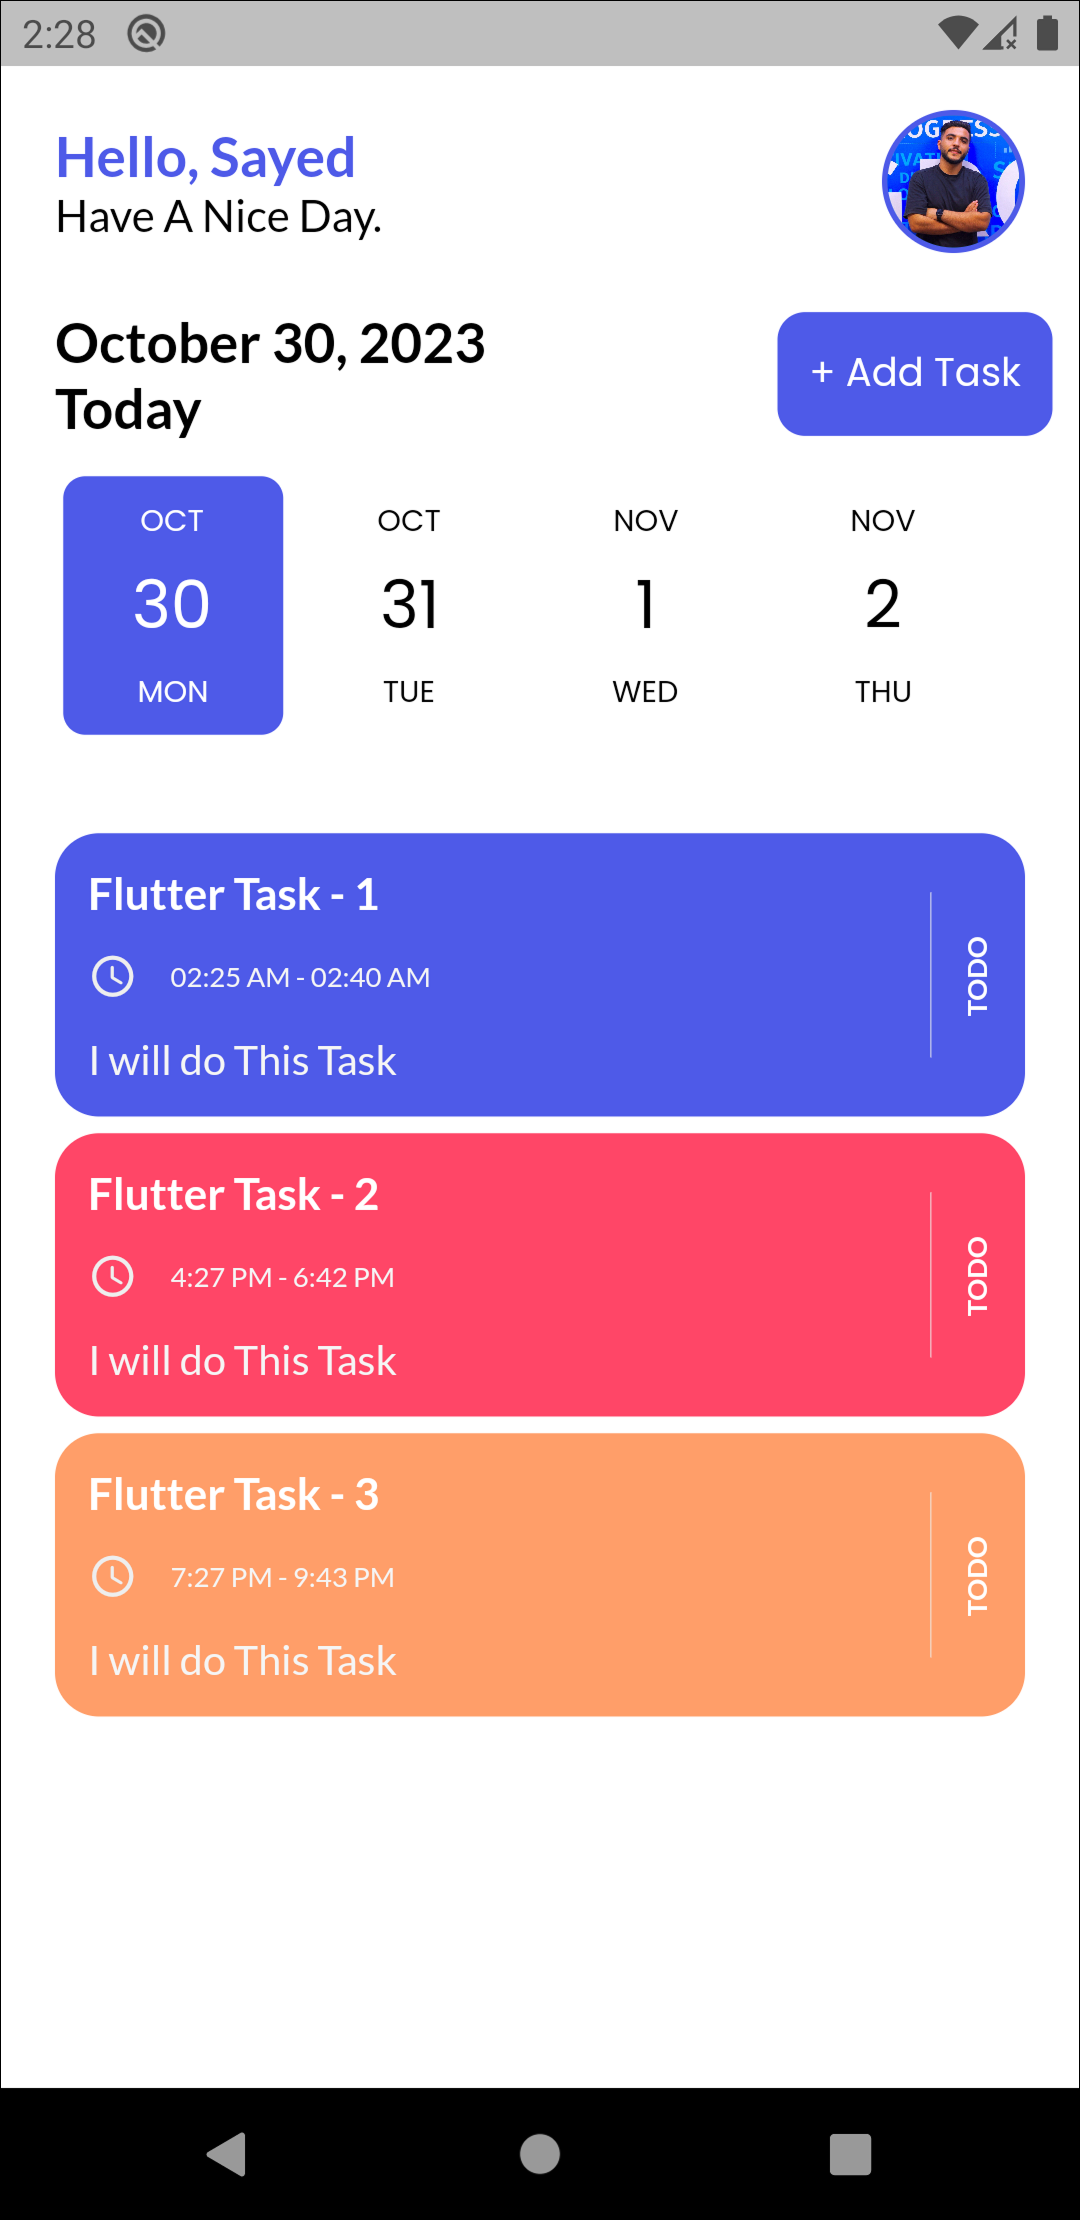 2:28
Hello, Sayed
Have A Nice Day.
October 30, 2023
Today
+ Add Task
OCT OCT NOV NOV
30 31 1 2
MON TUE WED THU
Flutter Task - 1
02:25 AM - 02:40 AM
I will do This Task
TODO
Flutter Task - 2
4:27 PM - 6:42 PM
I will do This Task
TODO
Flutter Task - 3
7:27 PM - 9:43 PM
I will do This Task
TODO